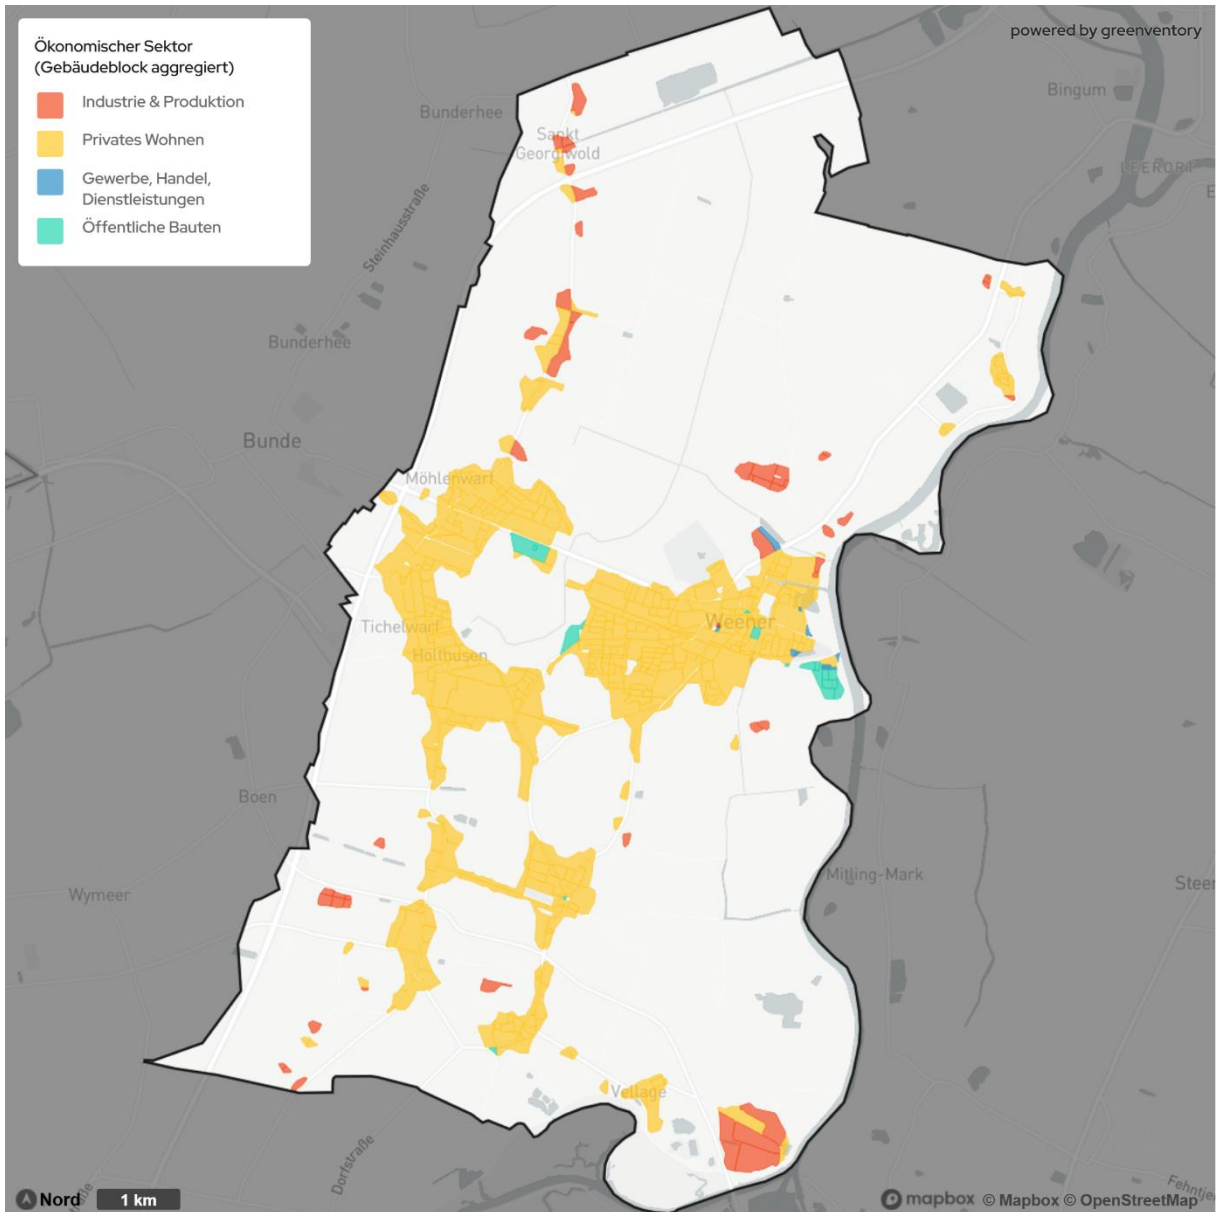 Ökonomischer Sektor
(Gebäudeblock aggregiert)
Industrie & Produktion
Privates Wohnen
Gewerbe, Handel,
Dienstleistungen
Öffentliche Bauten
powered by greenventory
Bingum
Bunderhee
Sankt
Georgiwold
LEERORT
Steinhausstraße
Bunderhee
Bunde
Möhlenwarf
Tichelwarf
Weener
Holthusen
Boen
Mitling-Mark
Wymeer
Vellage
Dorfstraße
Nord
1 km
mapbox © Mapbox © OpenStreetMap